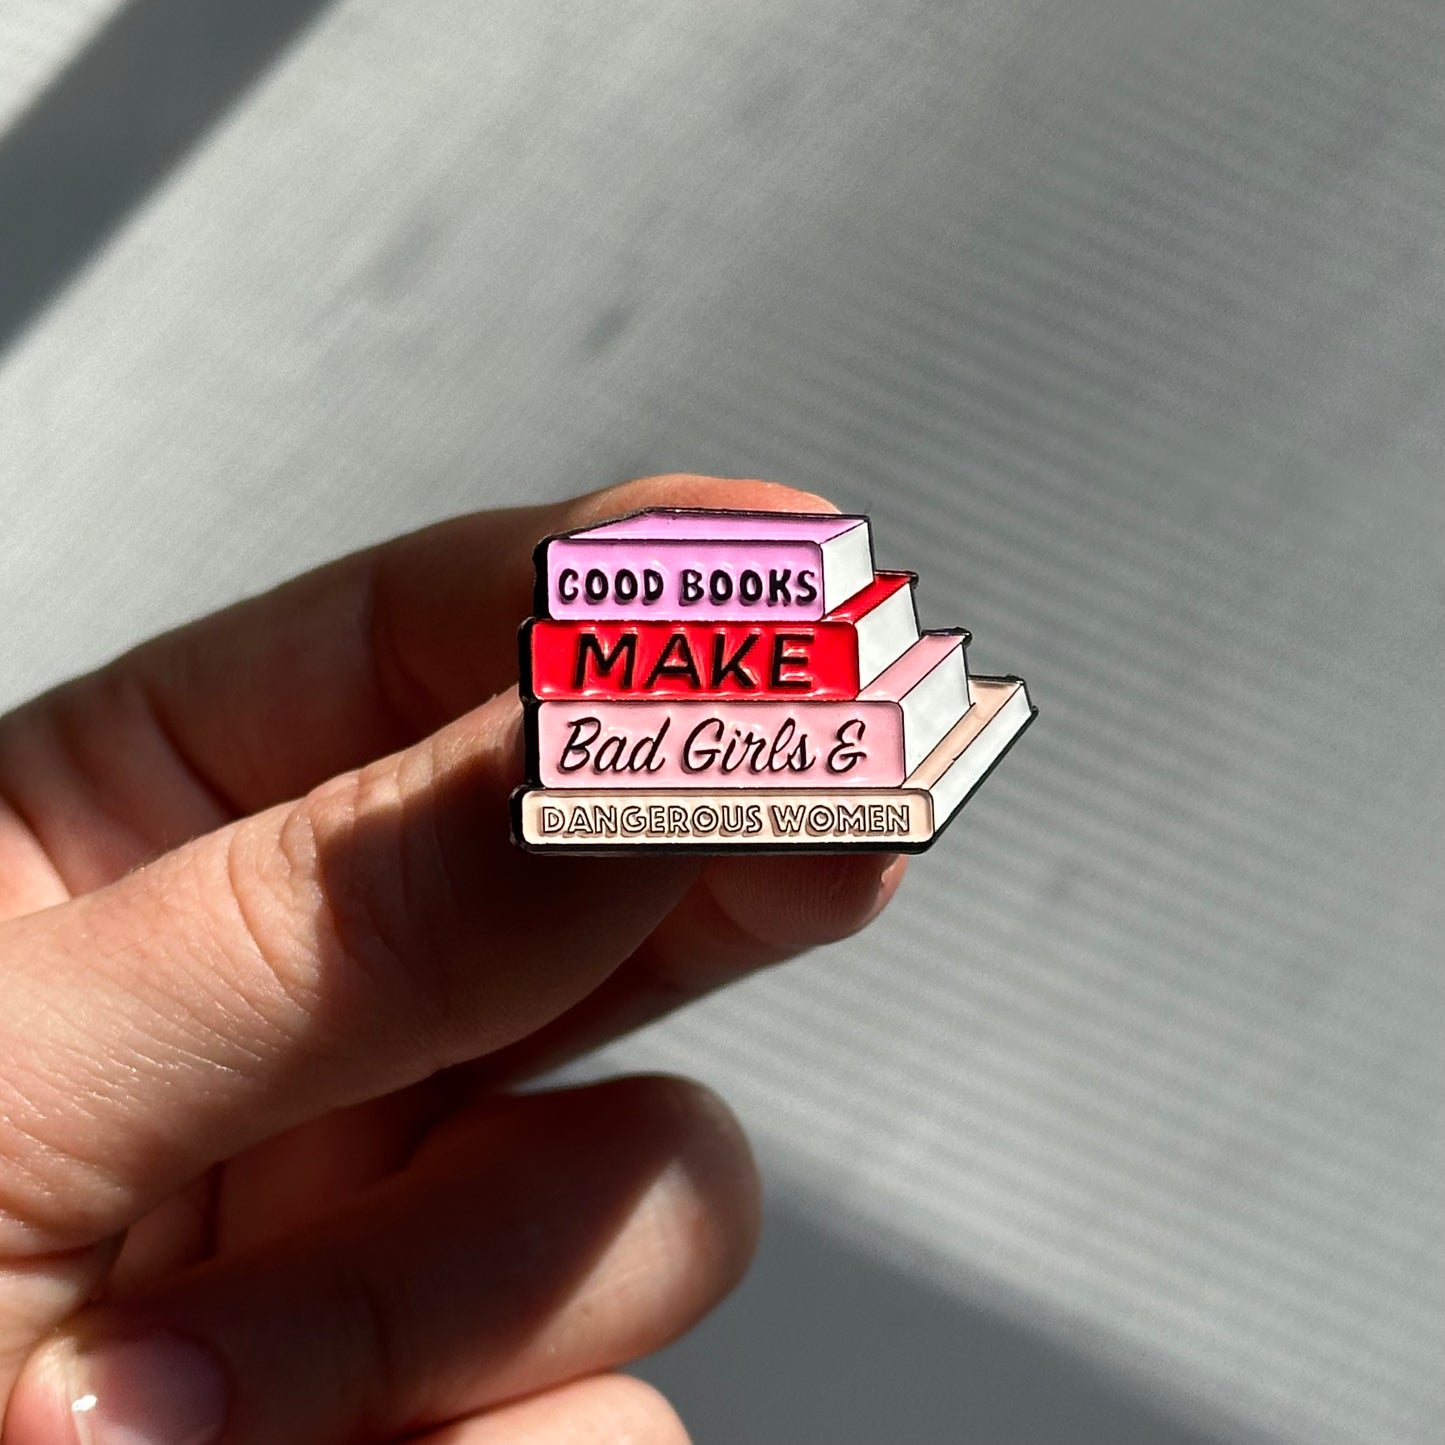 GOOD BOOKS
MAKE
Bad Girls &
DANGEROUS WOMEN